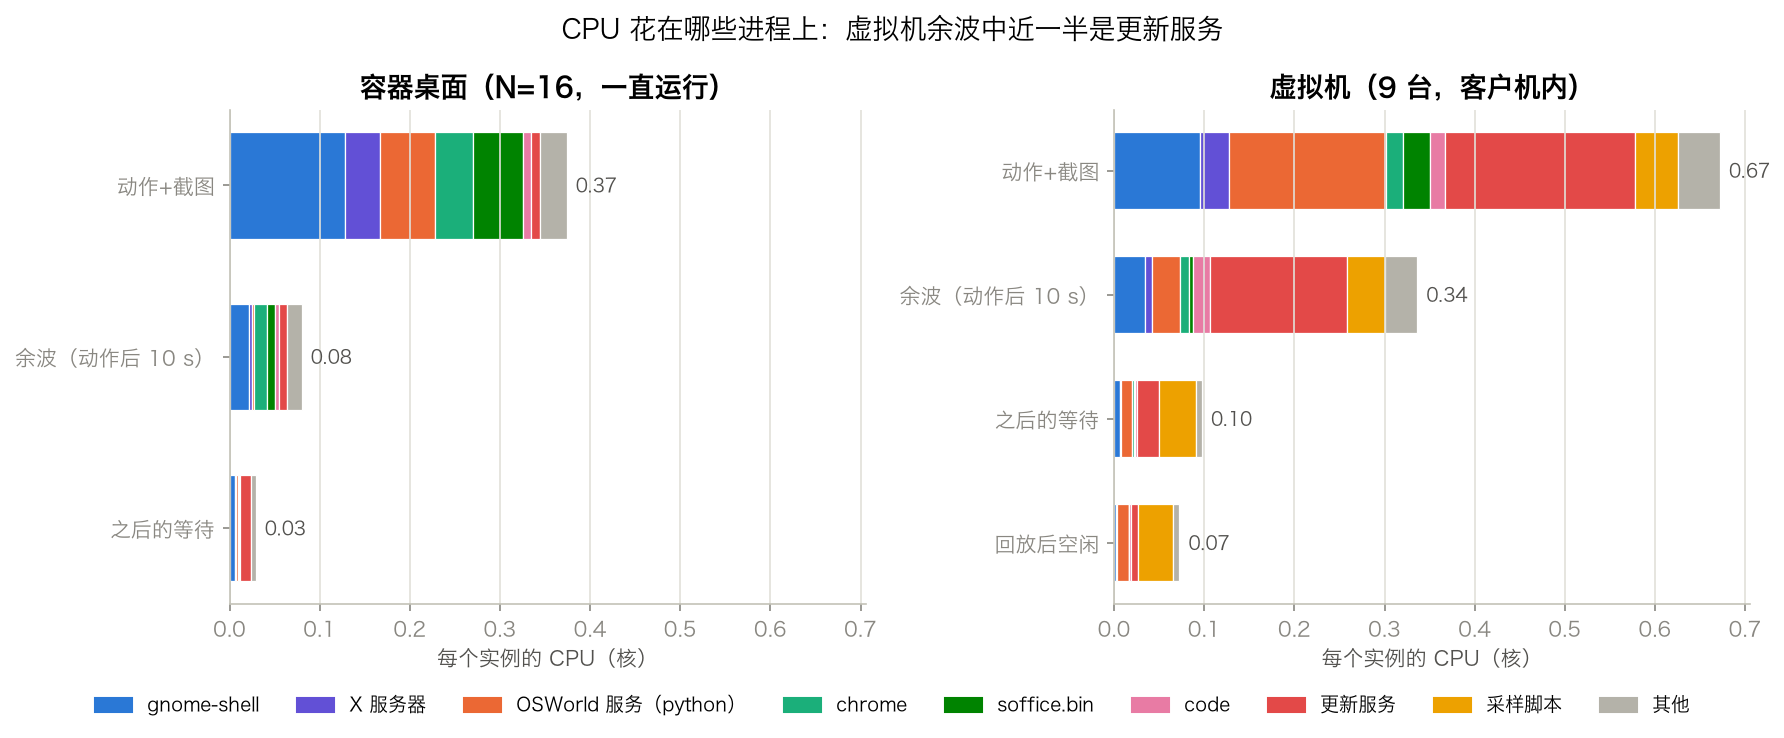 CPU 花在哪些进程上：虚拟机余波中近一半是更新服务
容器桌面（N=16，一直运行）
动作+截图
0.37
余波（动作后 10 s）
0.08
之后的等待
0.03
0.0 0.1 0.2 0.3 0.4 0.5 0.6 0.7
每个实例的 CPU（核）
虚拟机（9 台，客户机内）
动作+截图
0.67
余波（动作后 10 s）
0.34
之后的等待
0.10
回放后空闲
0.07
0.0 0.1 0.2 0.3 0.4 0.5 0.6 0.7
每个实例的 CPU（核）
gnome-shell X 服务器 OSWorld 服务（python） chrome soffice.bin code 更新服务 采样脚本 其他